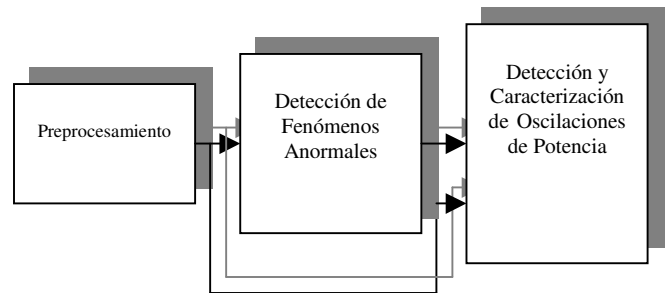 Preprocesamiento
Detección de
Fenómenos
Anormales
Detección y
Caracterización
de Oscilaciones
de Potencia